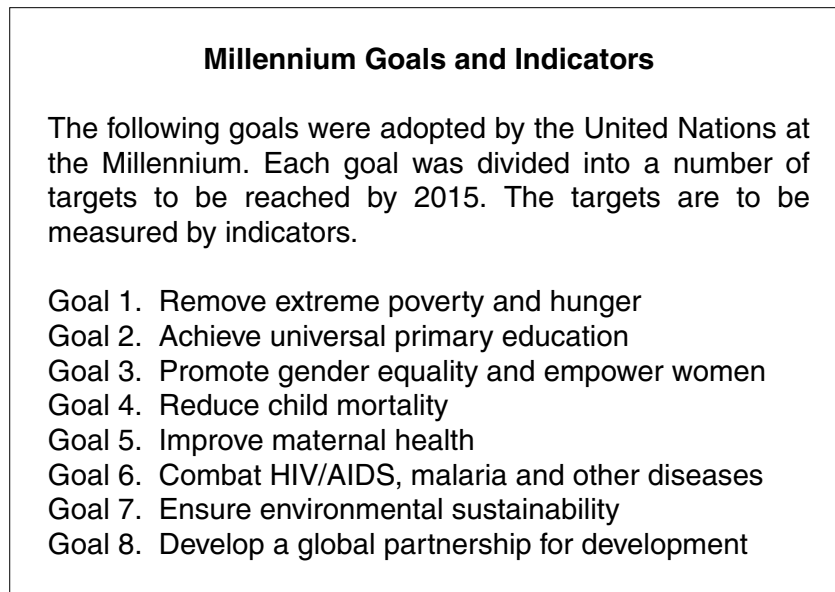 Millennium Goals and Indicators
The following goals were adopted by the United Nations at
the Millennium. Each goal was divided into a number of
targets to be reached by 2015. The targets are to be
measured by indicators.
Goal 1. Remove extreme poverty and hunger
Goal 2. Achieve universal primary education
Goal 3. Promote gender equality and empower women
Goal 4. Reduce child mortality
Goal 5. Improve maternal health
Goal 6. Combat HIV/AIDS, malaria and other diseases
Goal 7. Ensure environmental sustainability
Goal 8. Develop a global partnership for development